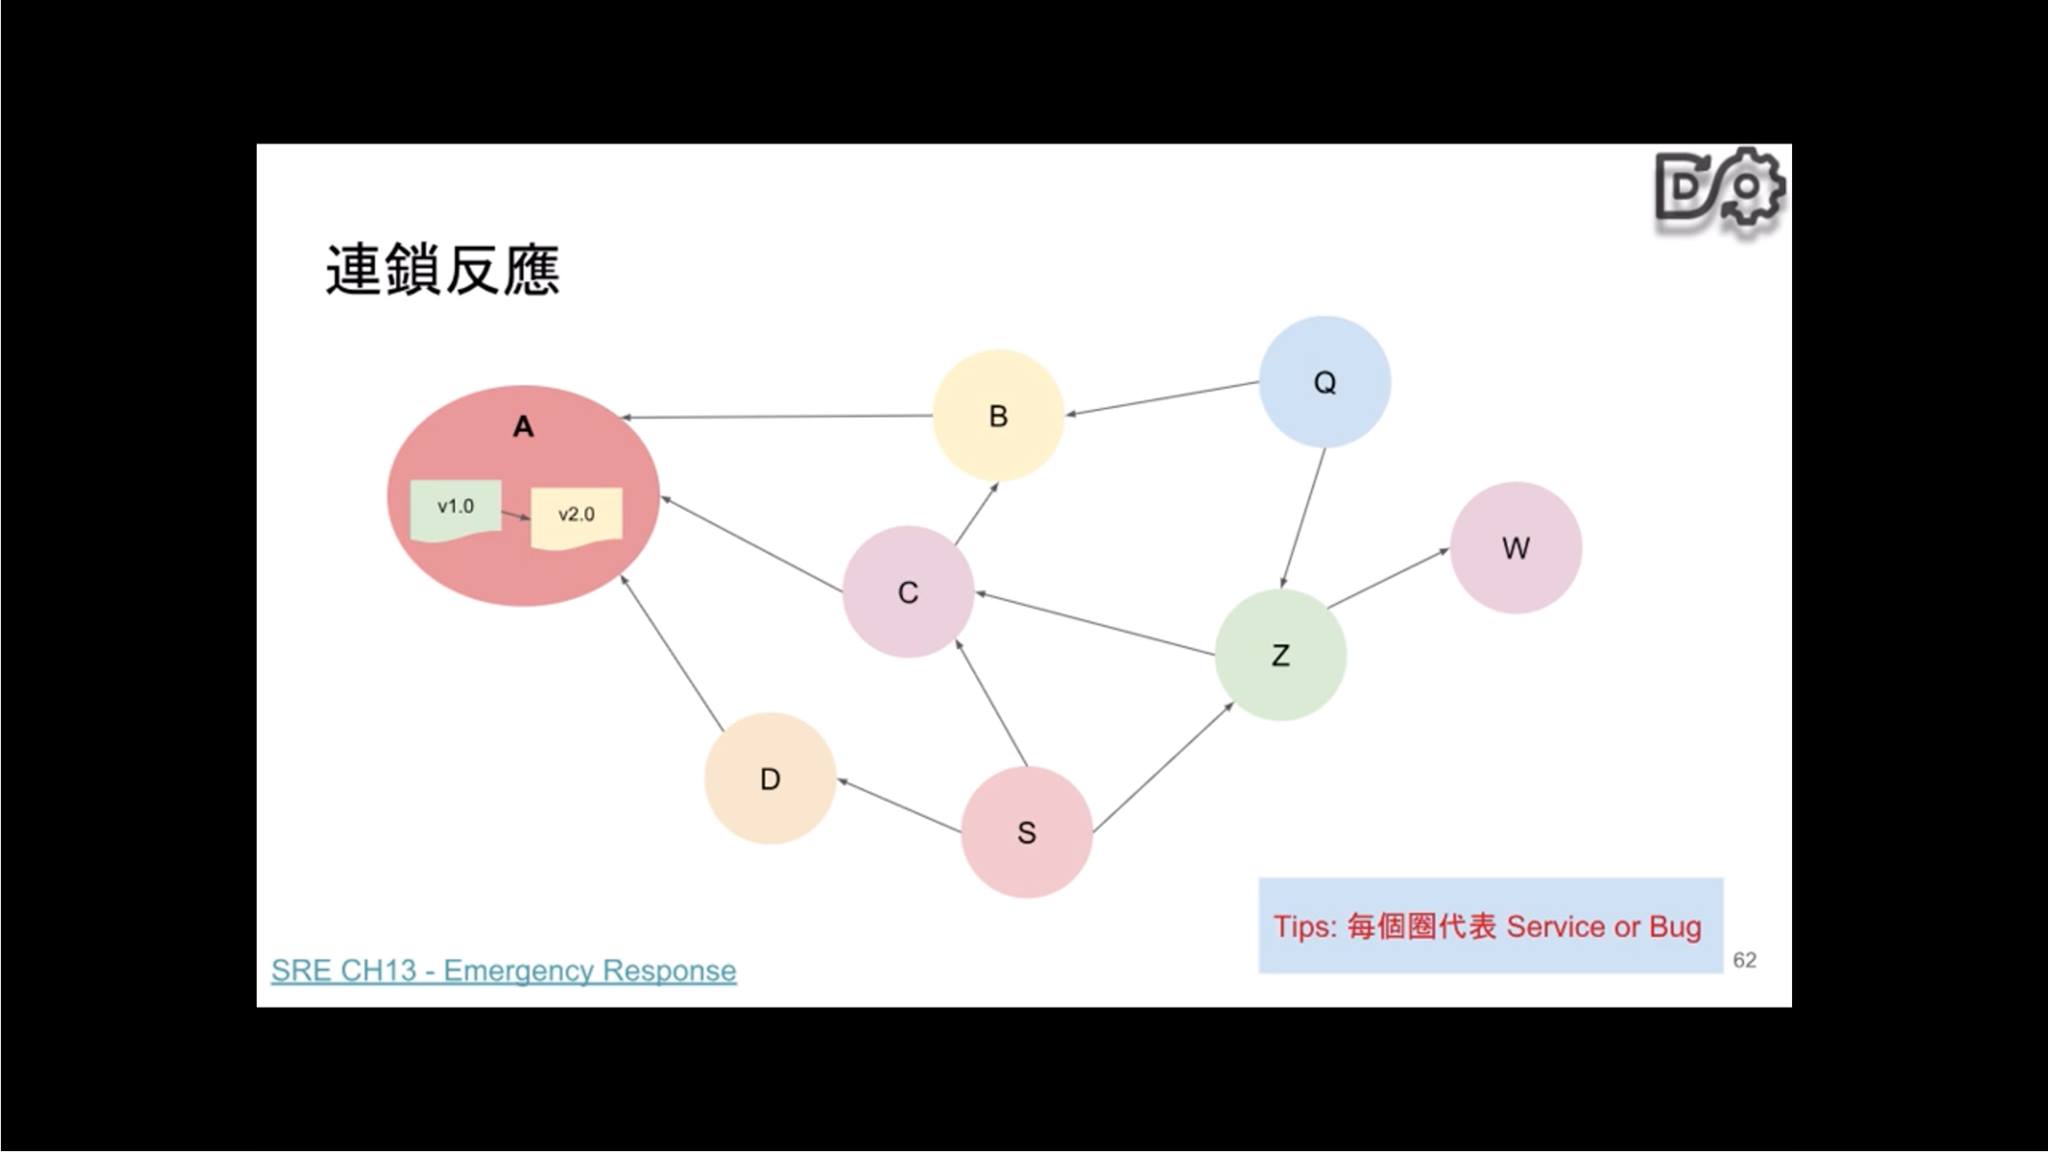 連鎖反應
Q
B
A
v1.0
v2.0
W
C
Z
D
S
Tips: 每個圈代表 Service or Bug
SRE CH13 - Emergency Response
62